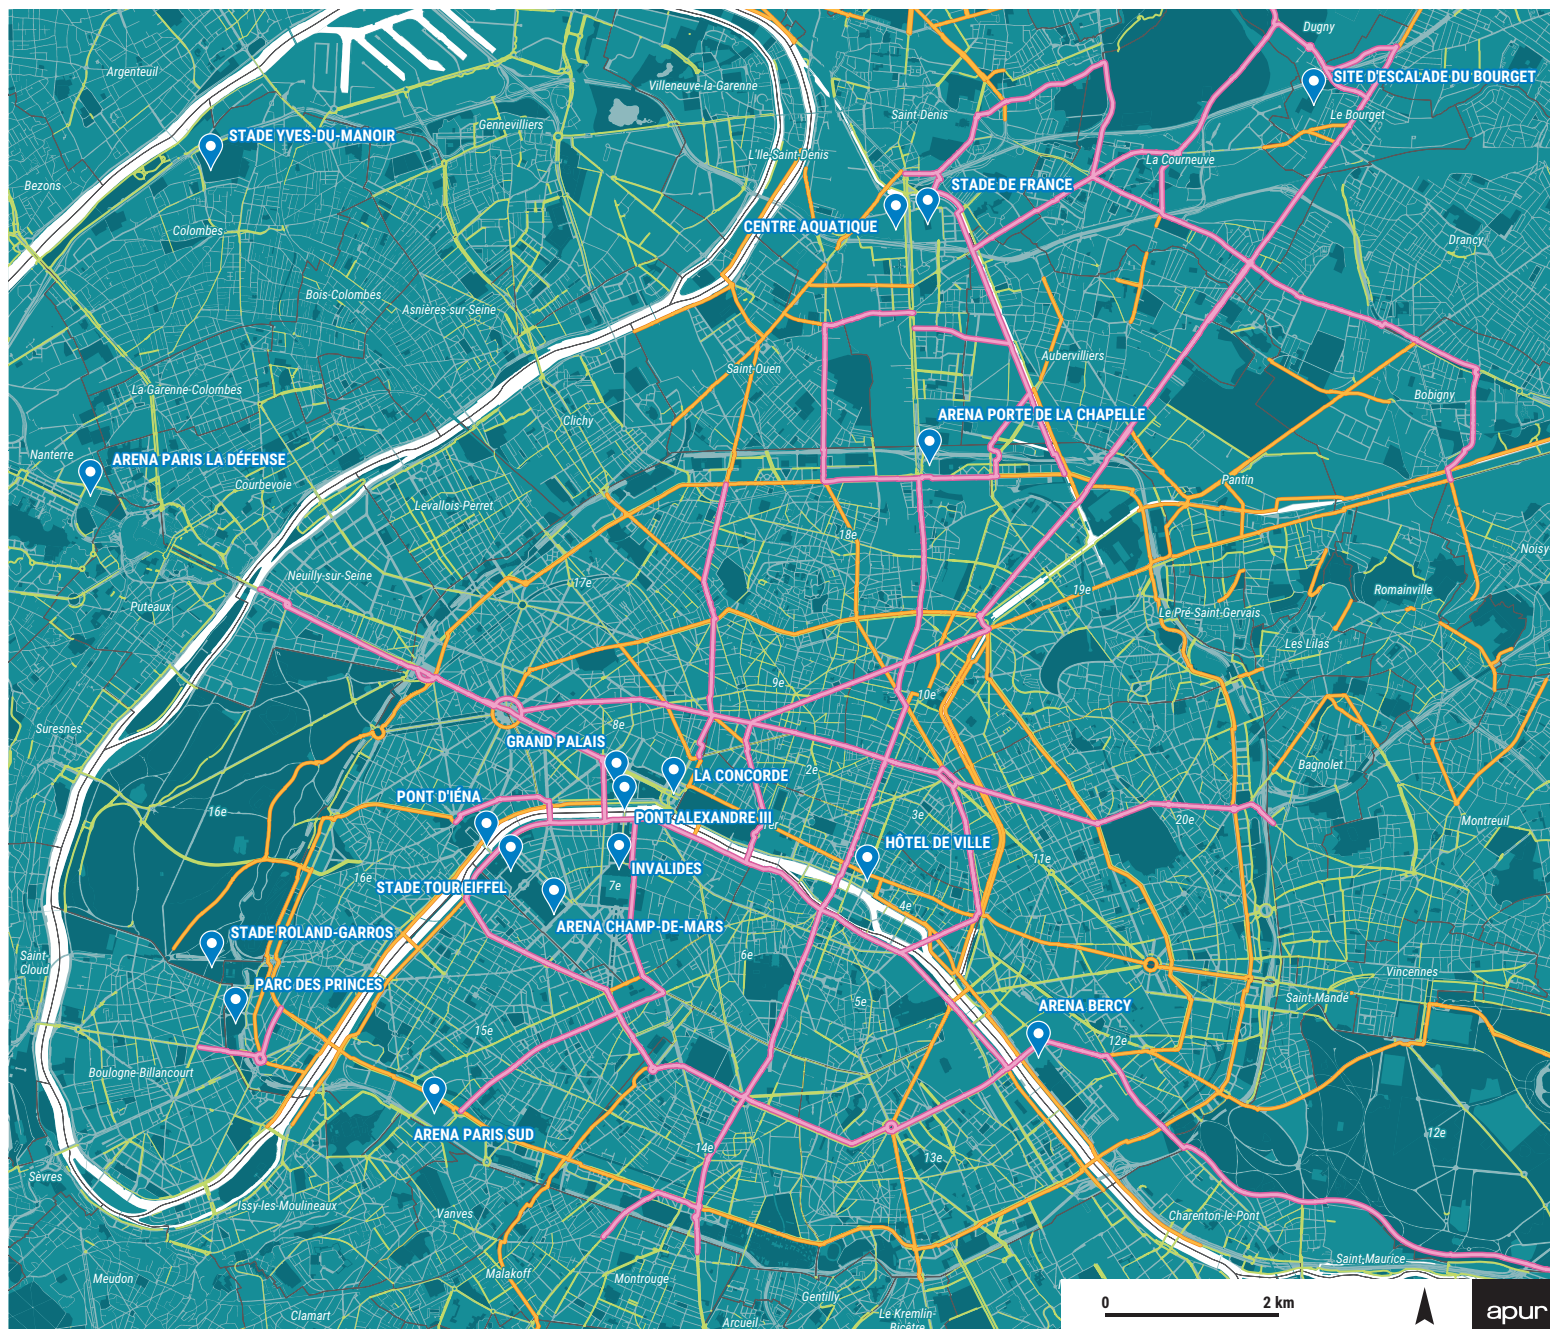 Dugny
Argenteuil
SITE D'ESCALADE DU BOURGET
Villeneuve-la-Garenne
Saint-Denis
Le Bourget
Gennevilliers
STADE YVES-DU-MANOIR
L'Ile-Saint-Denis
La Courneuve
Bezons
STADE DE FRANCE
CENTRE AQUATIQUE
Colombes
Drancy
Bois-Colombes
Asnières-sur-Seine
Aubervilliers
Saint-Ouen
La-Garenne-Colombes
Bobigny
ARENA PORTE DE LA CHAPELLE
Clichy
Nanterre
ARENA PARIS LA DÉFENSE
Courbevoie
Pantin
Levallois-Perret
18e
Noisy
Neuilly-sur-Seine
17e
19e
Romainville
Puteaux
Le Pré-Saint-Gervais
Les Lilas
9e
10e
Suresnes
8e
GRAND PALAIS
2e
LA CONCORDE
Bagnolet
PONT D'IÉNA
16e
PONT ALEXANDRE III
3e
20e
Montreuil
1er
HÔTEL DE VILLE
11e
INVALIDES
16e
STADE TOUR EIFFEL
7e
4e
ARENA CHAMP-DE-MARS
STADE ROLAND-GARROS
6e
Saint-
Cloud
Vincennes
PARC DES PRINCES
5e
Saint-Mandé
ARENA BERCY
15e
12e
Boulogne-Billancourt
ARENA PARIS SUD
12e
14e
13e
Sèvres
Issy-les-Moulineaux
Vanves
Charenton-le-Pont
Saint-Maurice
Meudon
Malakoff
Montrouge
Gentilly
0
2 km
Clamart
Arcueil
Le Kremlin-
Bicêtre
apur